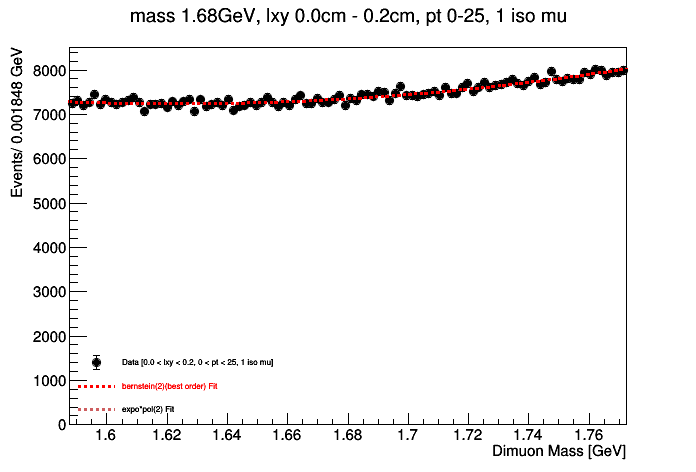 mass 1.68GeV, lxy 0.0cm - 0.2cm, pt 0-25, 1 iso mu
Events/ 0.001848 GeV
8000
7000
6000
5000
4000
3000
2000
1000
0
Data [0.0 < lxy < 0.2, 0 < pt < 25, 1 iso mu]
bernstein(2)(best order) Fit
expo*pol(2) Fit
1.6 1.62 1.64 1.66 1.68 1.7 1.72 1.74 1.76
Dimuon Mass [GeV]